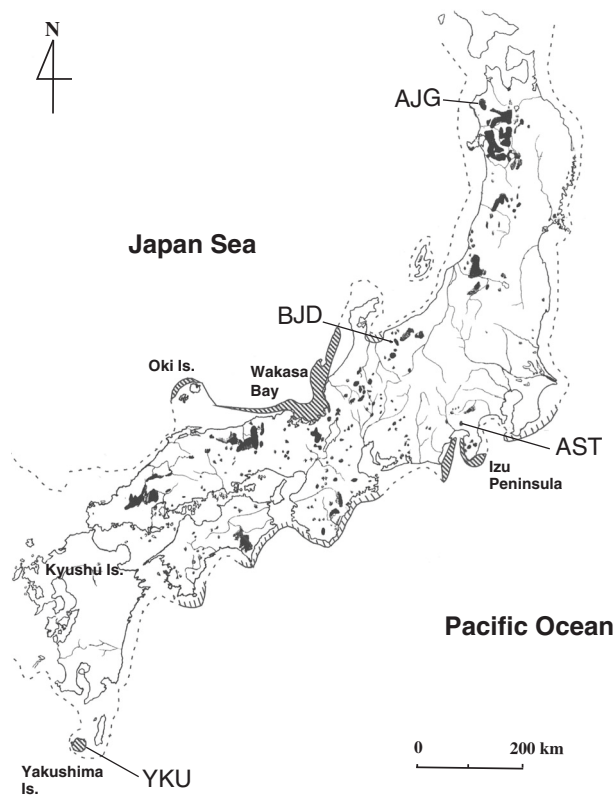 N
AJG
Japan Sea
BJD
Oki Is.
Wakasa
Bay
AST
Izu
Peninsula
Kyushu Is.
Pacific Ocean
0 200 km
Yakushima
Is.
YKU